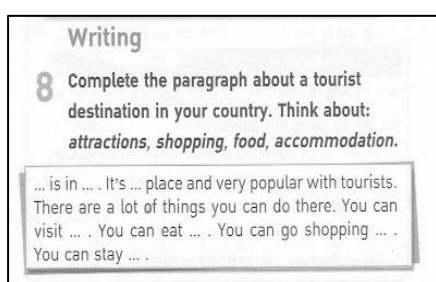 Writing
8 Complete the paragraph about a tourist
destination in your country. Think about:
attractions, shopping, food, accommodation.
... is in ... . It's ... place and very popular with tourists.
There are a lot of things you can do there. You can
visit ... . You can eat ... . You can go shopping ... .
You can stay ... .